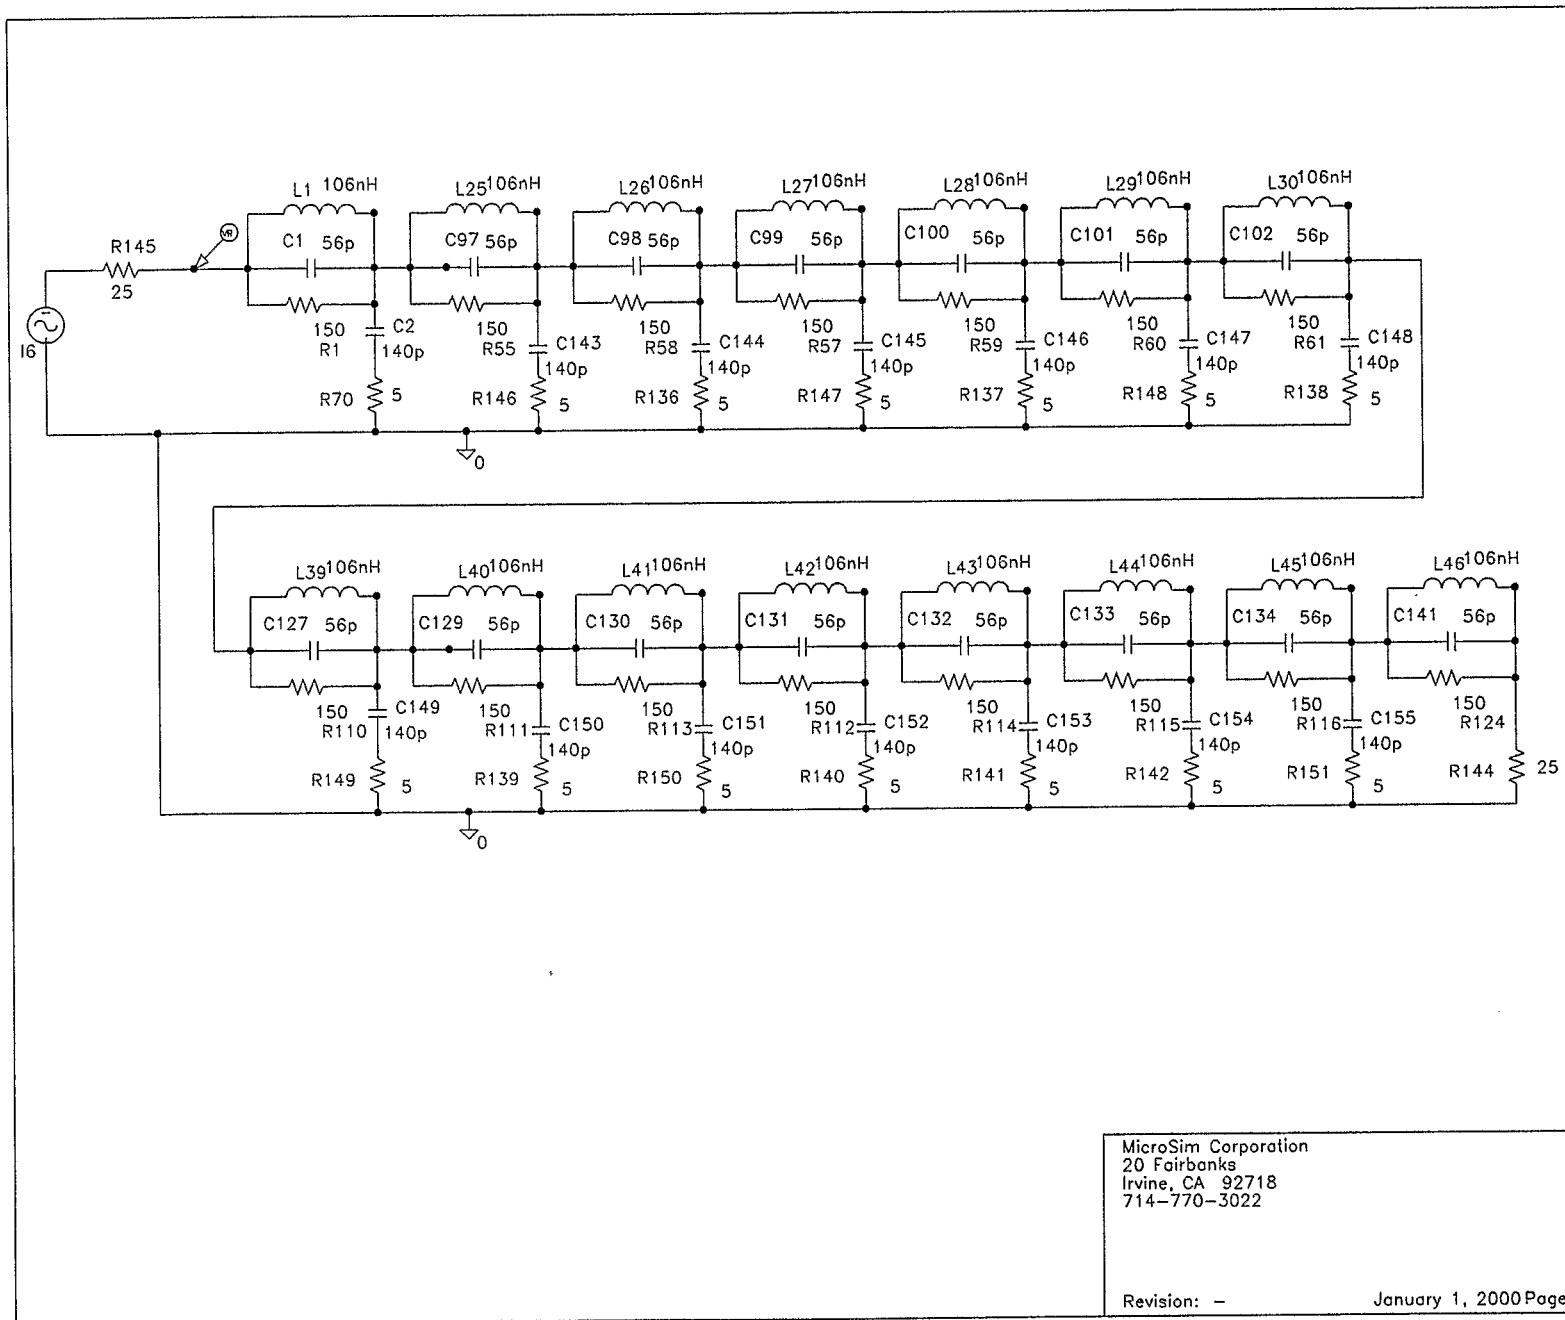 L1 106nH
L25 106nH
L26 106nH
L27 106nH
L28 106nH
L29 106nH
L30 106nH
R145
25
VR
C1 56p
C97 56p
C98 56p
C99 56p
C100 56p
C101 56p
C102 56p
I6
150
R1
C2
140p
150
R55
C143
140p
150
R58
C144
140p
150
R57
C145
140p
150
R59
C146
140p
150
R60
C147
140p
150
R61
C148
140p
R70 5
R146 5
R136 5
R147 5
R137 5
R148 5
R138 5
0
L39 106nH
L40 106nH
L41 106nH
L42 106nH
L43 106nH
L44 106nH
L45 106nH
L46 106nH
C127 56p
C129 56p
C130 56p
C131 56p
C132 56p
C133 56p
C134 56p
C141 56p
150
R110
C149
140p
150
R111
C150
140p
150
R113
C151
140p
150
R112
C152
140p
150
R114
C153
140p
150
R115
C154
140p
150
R116
C155
140p
150
R124
R149 5
R139 5
R150 5
R140 5
R141 5
R142 5
R151 5
R144 25
0
MicroSim Corporation
20 Fairbanks
Irvine, CA 92718
714-770-3022
Revision: - January 1, 2000 Page